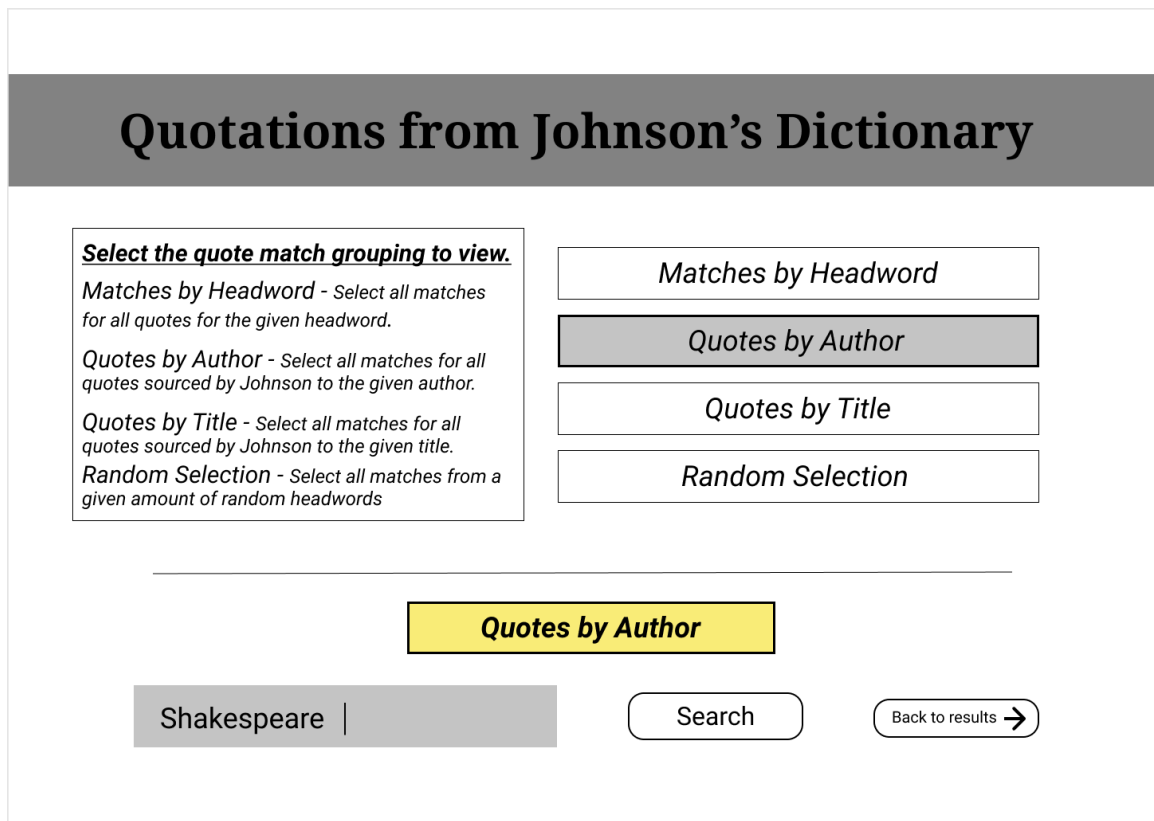 Quotations from Johnson’s Dictionary
Select the quote match grouping to view.
Matches by Headword - Select all matches
for all quotes for the given headword.
Quotes by Author - Select all matches for all
quotes sourced by Johnson to the given author.
Quotes by Title - Select all matches for all
quotes sourced by Johnson to the given title.
Random Selection - Select all matches from a
given amount of random headwords
Matches by Headword
Quotes by Author
Quotes by Title
Random Selection
Quotes by Author
Shakespeare
Search
Back to results